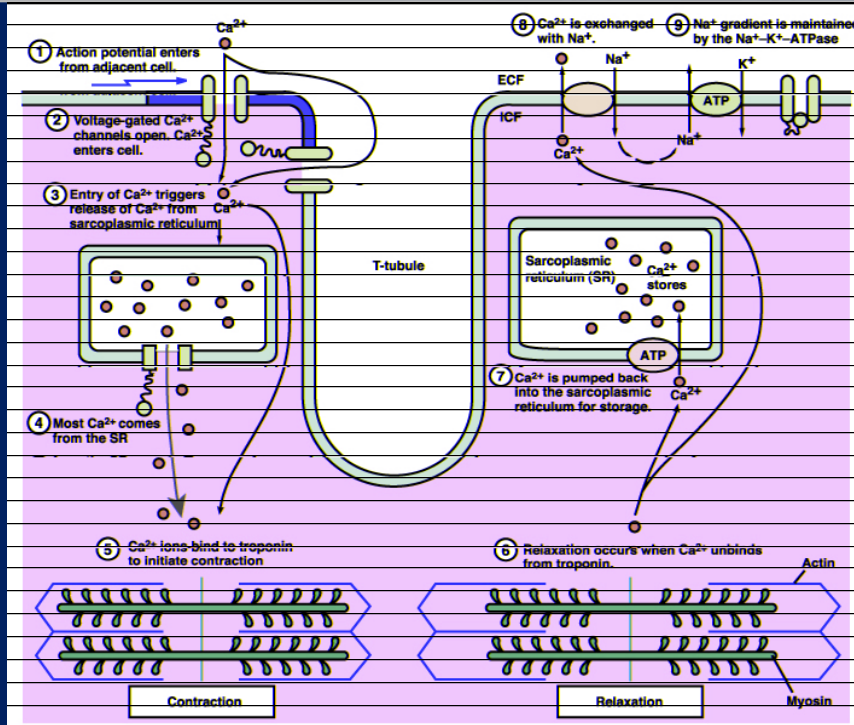 Ca²⁺
1 Action potential enters
from adjacent cell.
2 Voltage-gated Ca²⁺
channels open. Ca²⁺
enters cell.
3 Entry of Ca²⁺ triggers
release of Ca²⁺ from
sarcoplasmic reticulum
Ca²⁺
4 Most Ca²⁺ comes
from the SR
5 Ca²⁺ ions bind to troponin
to initiate contraction
Contraction
T-tubule
8 Ca²⁺ is exchanged
with Na⁺.
9 Na⁺ gradient is maintained
by the Na⁺–K⁺–ATPase
Na⁺
K⁺
ECF
ICF
ATP
Ca²⁺
Na⁺
Sarcoplasmic
reticulum (SR)
Ca²⁺
stores
ATP
7 Ca²⁺ is pumped back
into the sarcoplasmic
reticulum for storage.
Ca²⁺
6 Relaxation occurs when Ca²⁺ unbinds
from troponin.
Actin
Myosin
Relaxation